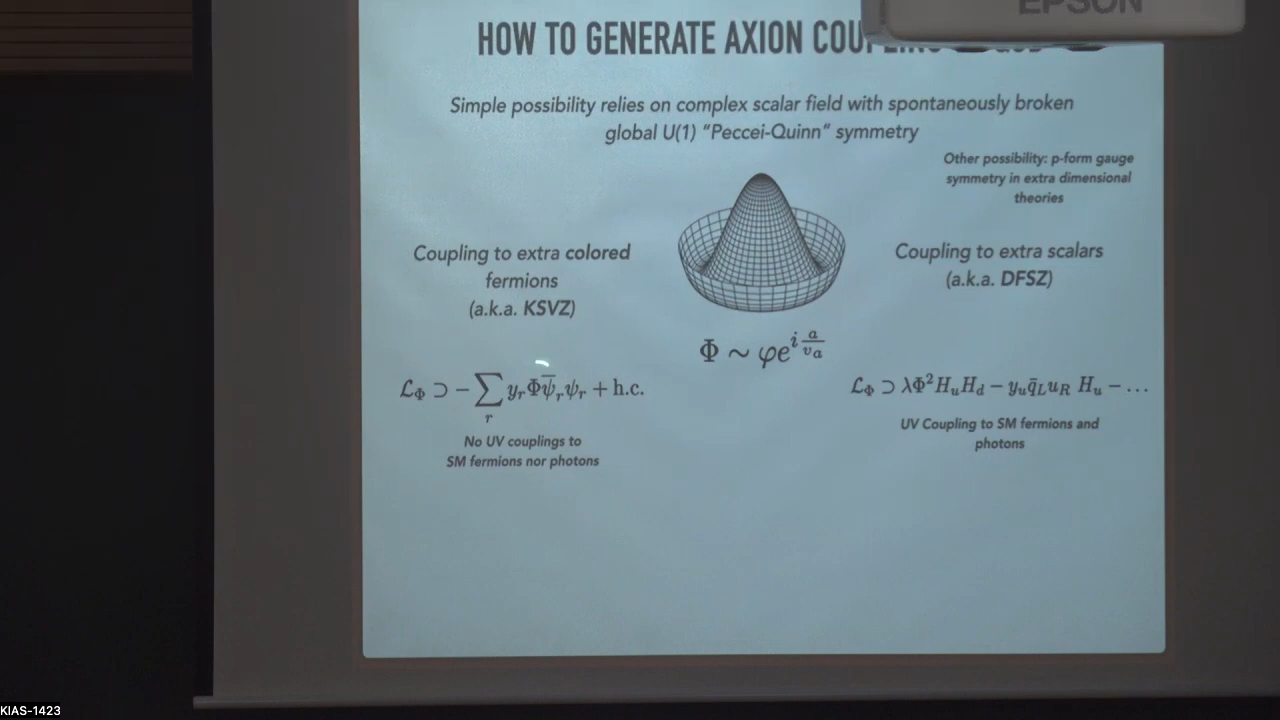 EPSON
HOW TO GENERATE AXION
Simple possibility relies on complex scalar field with spontaneously broken
global U(1) "Peccei-Quinn" symmetry
Other possibility: p-form gauge
symmetry in extra dimensional
theories
Coupling to extra colored
fermions
(a.k.a. KSVZ)
Coupling to extra scalars
(a.k.a. DFSZ)
Φ ∼ φe^{i a/v_a}
ℒ_Φ ⊃ − ∑_r y_r Φ ψ̄_r ψ_r + h.c.
ℒ_Φ ⊃ λΦ² H_u H_d − y_u q̄_L u_R H_u − …
No UV couplings to
SM fermions nor photons
UV Coupling to SM fermions and
photons
KIAS-1423